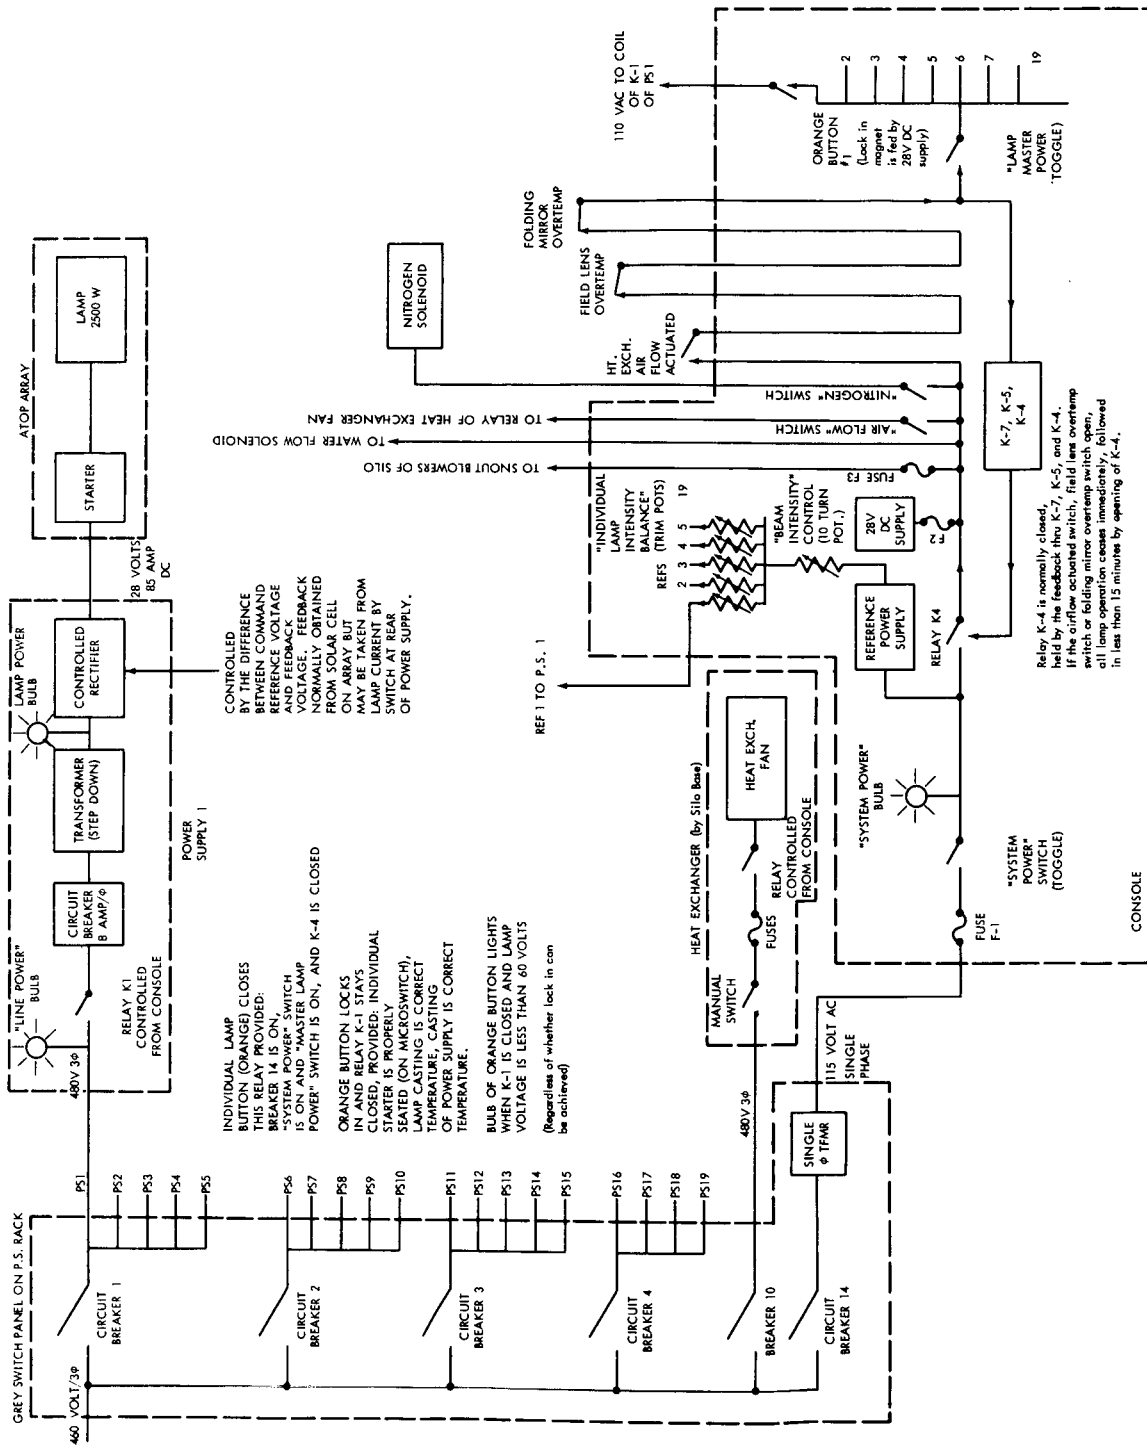 GREY SWITCH PANEL ON P.S. RACK
460 VOLT/3φ
CIRCUIT
BREAKER 1
CIRCUIT
BREAKER 2
CIRCUIT
BREAKER 3
CIRCUIT
BREAKER 4
BREAKER 10
CIRCUIT
BREAKER 14
SINGLE
φ TFMR
PS1
PS2
PS3
PS4
PS5
PS6
PS7
PS8
PS9
PS10
PS11
PS12
PS13
PS14
PS15
PS16
PS17
PS18
PS19
480V 3φ
"LINE POWER"
BULB
RELAY K1
CONTROLLED
FROM CONSOLE
CIRCUIT
BREAKER
8 AMP/φ
TRANSFORMER
(STEP DOWN)
LAMP POWER
BULB
CONTROLLED
RECTIFIER
POWER
SUPPLY 1
28 VOLTS
85 AMP
DC
ATOP ARRAY
STARTER
LAMP
2500 W
INDIVIDUAL LAMP
BUTTON (ORANGE) CLOSES
THIS RELAY PROVIDED:
BREAKER 14 IS ON,
"SYSTEM POWER" SWITCH
IS ON AND "MASTER LAMP
POWER" SWITCH IS ON, AND K-4 IS CLOSED
ORANGE BUTTON LOCKS
IN AND RELAY K-1 STAYS
CLOSED, PROVIDED: INDIVIDUAL
STARTER IS PROPERLY
SEATED (ON MICROSWITCH),
LAMP CASTING IS CORRECT
TEMPERATURE, CASTING
OF POWER SUPPLY IS CORRECT
TEMPERATURE.
BULB OF ORANGE BUTTON LIGHTS
WHEN K-1 IS CLOSED AND LAMP
VOLTAGE IS LESS THAN 60 VOLTS
(Regardless of whether lock in can
be achieved)
CONTROLLED
BY THE DIFFERENCE
BETWEEN COMMAND
REFERENCE VOLTAGE
AND FEEDBACK
VOLTAGE. FEEDBACK
NORMALLY OBTAINED
FROM SOLAR CELL
ON ARRAY BUT
MAY BE TAKEN FROM
LAMP CURRENT BY
SWITCH AT REAR
OF POWER SUPPLY.
480V 3φ
HEAT EXCHANGER (by Silo Base)
MANUAL
SWITCH
FUSES
RELAY
CONTROLLED
FROM CONSOLE
HEAT EXCH.
FAN
115 VOLT AC
SINGLE
PHASE
FUSE
F-1
"SYSTEM
POWER"
SWITCH
(TOGGLE)
"SYSTEM POWER"
BULB
CONSOLE
REF 1 TO P.S. 1
REFS
2
3
4
5
19
"INDIVIDUAL
LAMP
INTENSITY
BALANCE"
(TRIM POTS)
"BEAM
INTENSITY"
CONTROL
(10 TURN
POT.)
REFERENCE
POWER
SUPPLY
RELAY K4
28V
DC
SUPPLY
F2
FUSE F3
TO SNOUT BLOWERS OF SILO
TO WATER FLOW SOLENOID
TO RELAY OF HEAT EXCHANGER FAN
"AIR FLOW" SWITCH
"NITROGEN" SWITCH
NITROGEN
SOLENOID
HT.
EXCH.
AIR
FLOW
ACTUATED
FIELD LENS
OVERTEMP
FOLDING
MIRROR
OVERTEMP
K-7, K-5,
K-4
Relay K-4 is normally closed,
held by the feedback thru K-7, K-5, and K-4.
If the airflow actuated switch, field lens overtemp
switch or folding mirror overtemp switch open,
all lamp operation ceases immediately, followed
in less than 15 minutes by opening of K-4.
110 VAC TO COIL
OF K-1
OF PS1
ORANGE
BUTTON
#1
(Lock in
magnet
is fed by
28V DC
supply)
2
3
4
5
6
7
19
"LAMP
MASTER
POWER
TOGGLE)